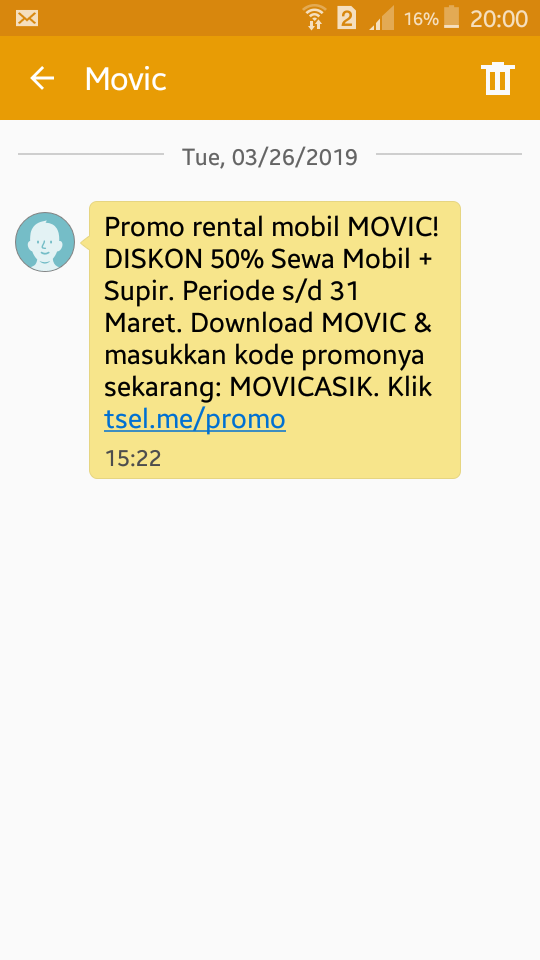 2 16% 20:00
Movic
Tue, 03/26/2019
Promo rental mobil MOVIC!
DISKON 50% Sewa Mobil +
Supir. Periode s/d 31
Maret. Download MOVIC &
masukkan kode promonya
sekarang: MOVICASIK. Klik
tsel.me/promo
15:22